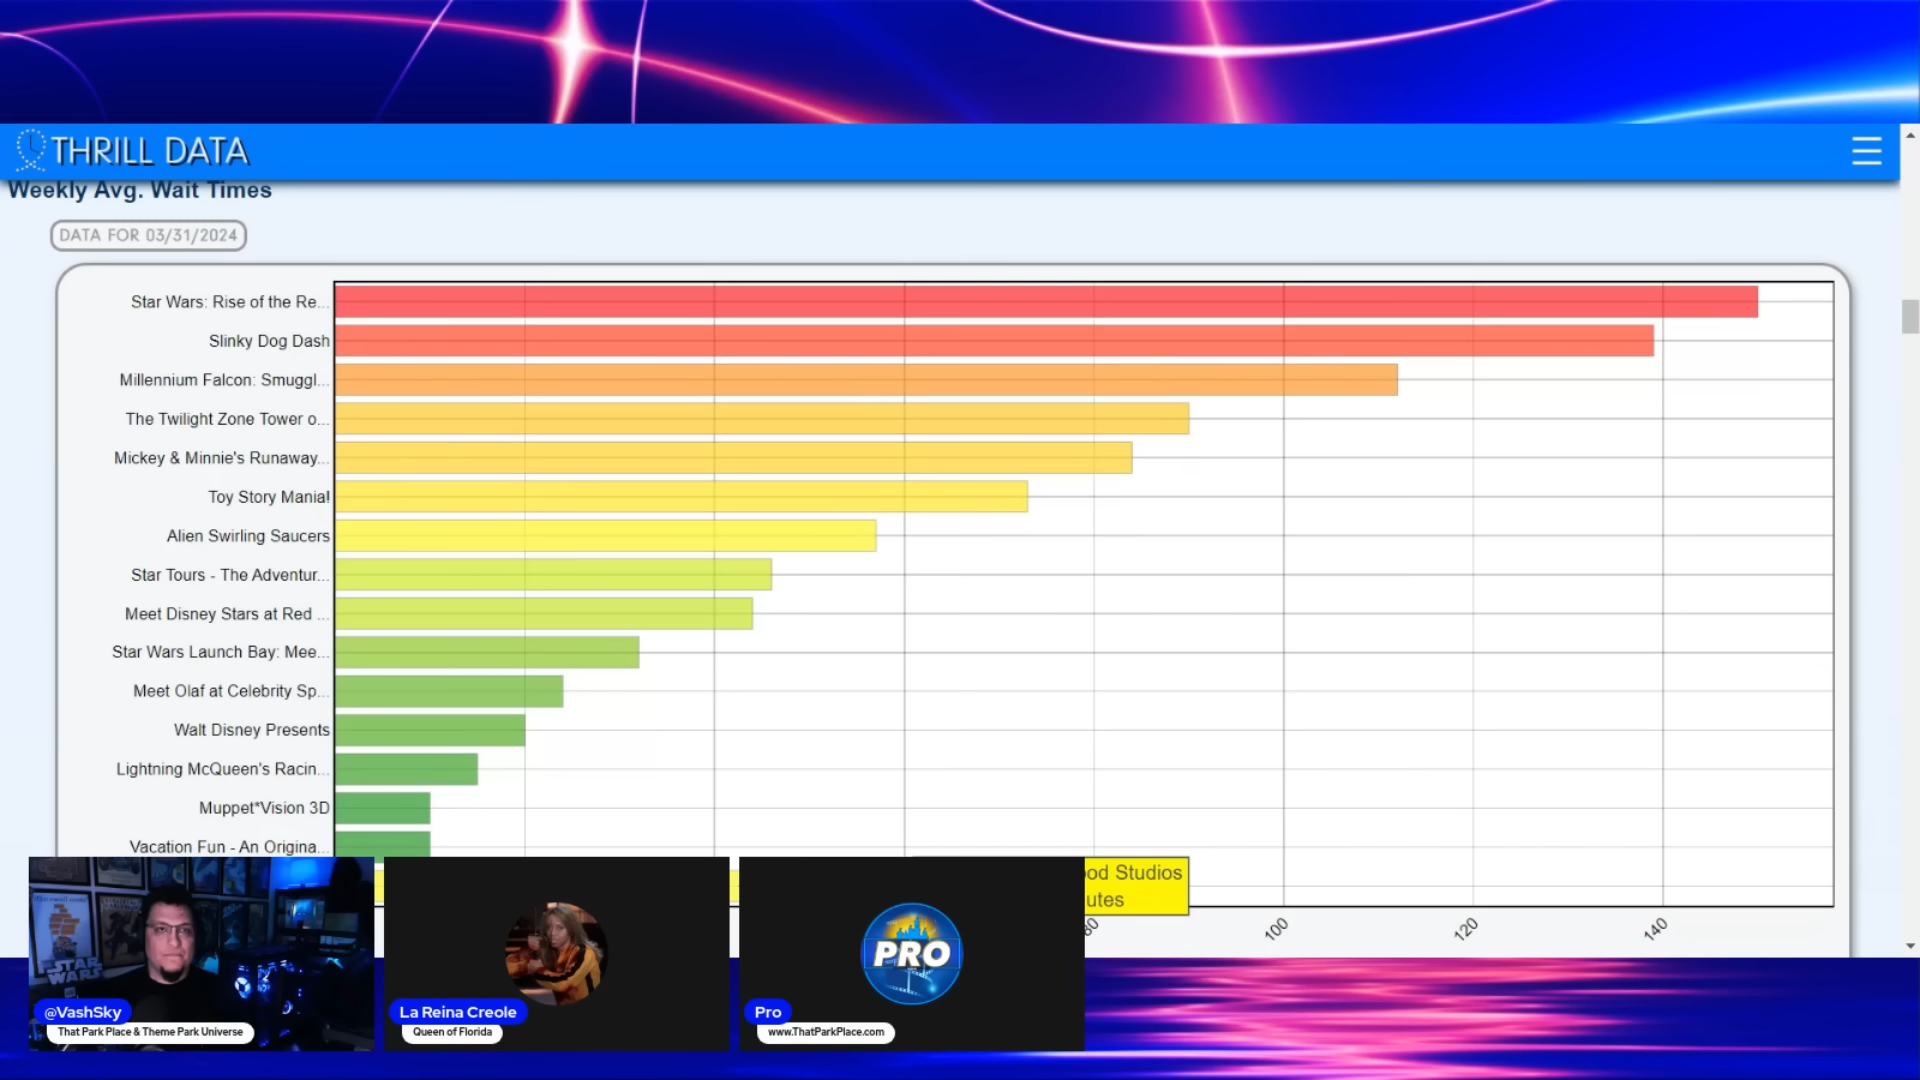 THRILL DATA
Weekly Avg. Wait Times
DATA FOR 03/31/2024
Star Wars: Rise of the Re...
Slinky Dog Dash
Millennium Falcon: Smuggl...
The Twilight Zone Tower o...
Mickey & Minnie's Runaway...
Toy Story Mania!
Alien Swirling Saucers
Star Tours - The Adventur...
Meet Disney Stars at Red ...
Star Wars Launch Bay: Mee...
Meet Olaf at Celebrity Sp...
Walt Disney Presents
Lightning McQueen's Racin...
Muppet*Vision 3D
Vacation Fun - An Origina...
ood Studios
utes
100
120
140
STAR WARS
PRO
@VashSky
That Park Place & Theme Park Universe
La Reina Creole
Queen of Florida
Pro
www.ThatParkPlace.com